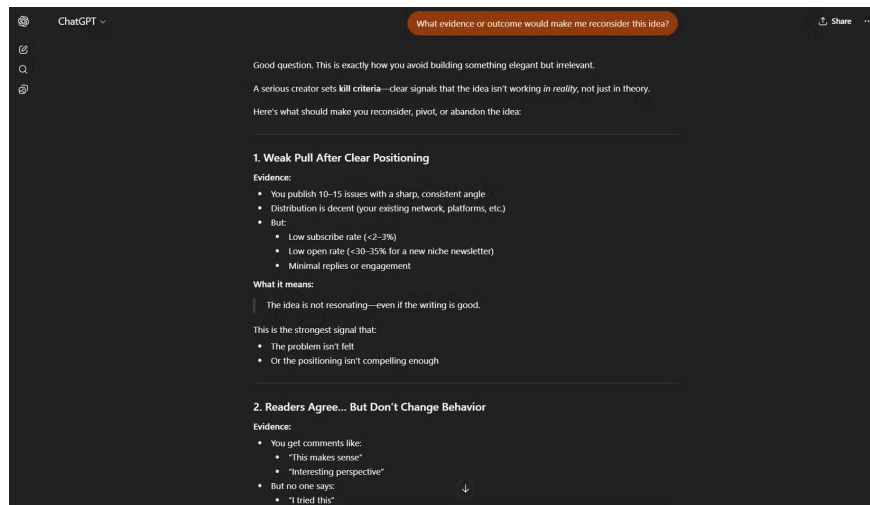 ChatGPT
What evidence or outcome would make me reconsider this idea?
Share
Good question. This is exactly how you avoid building something elegant but irrelevant.
A serious creator sets kill criteria—clear signals that the idea isn't working in reality, not just in theory.
Here's what should make you reconsider, pivot, or abandon the idea:
1. Weak Pull After Clear Positioning
Evidence:
• You publish 10–15 issues with a sharp, consistent angle
• Distribution is decent (your existing network, platforms, etc.)
• But:
• Low subscribe rate (<2–3%)
• Low open rate (<30–35% for a new niche newsletter)
• Minimal replies or engagement
What it means:
The idea is not resonating—even if the writing is good.
This is the strongest signal that:
• The problem isn't felt
• Or the positioning isn't compelling enough
2. Readers Agree... But Don't Change Behavior
Evidence:
• You get comments like:
• "This makes sense"
• "Interesting perspective"
• But no one says:
• "I tried this"